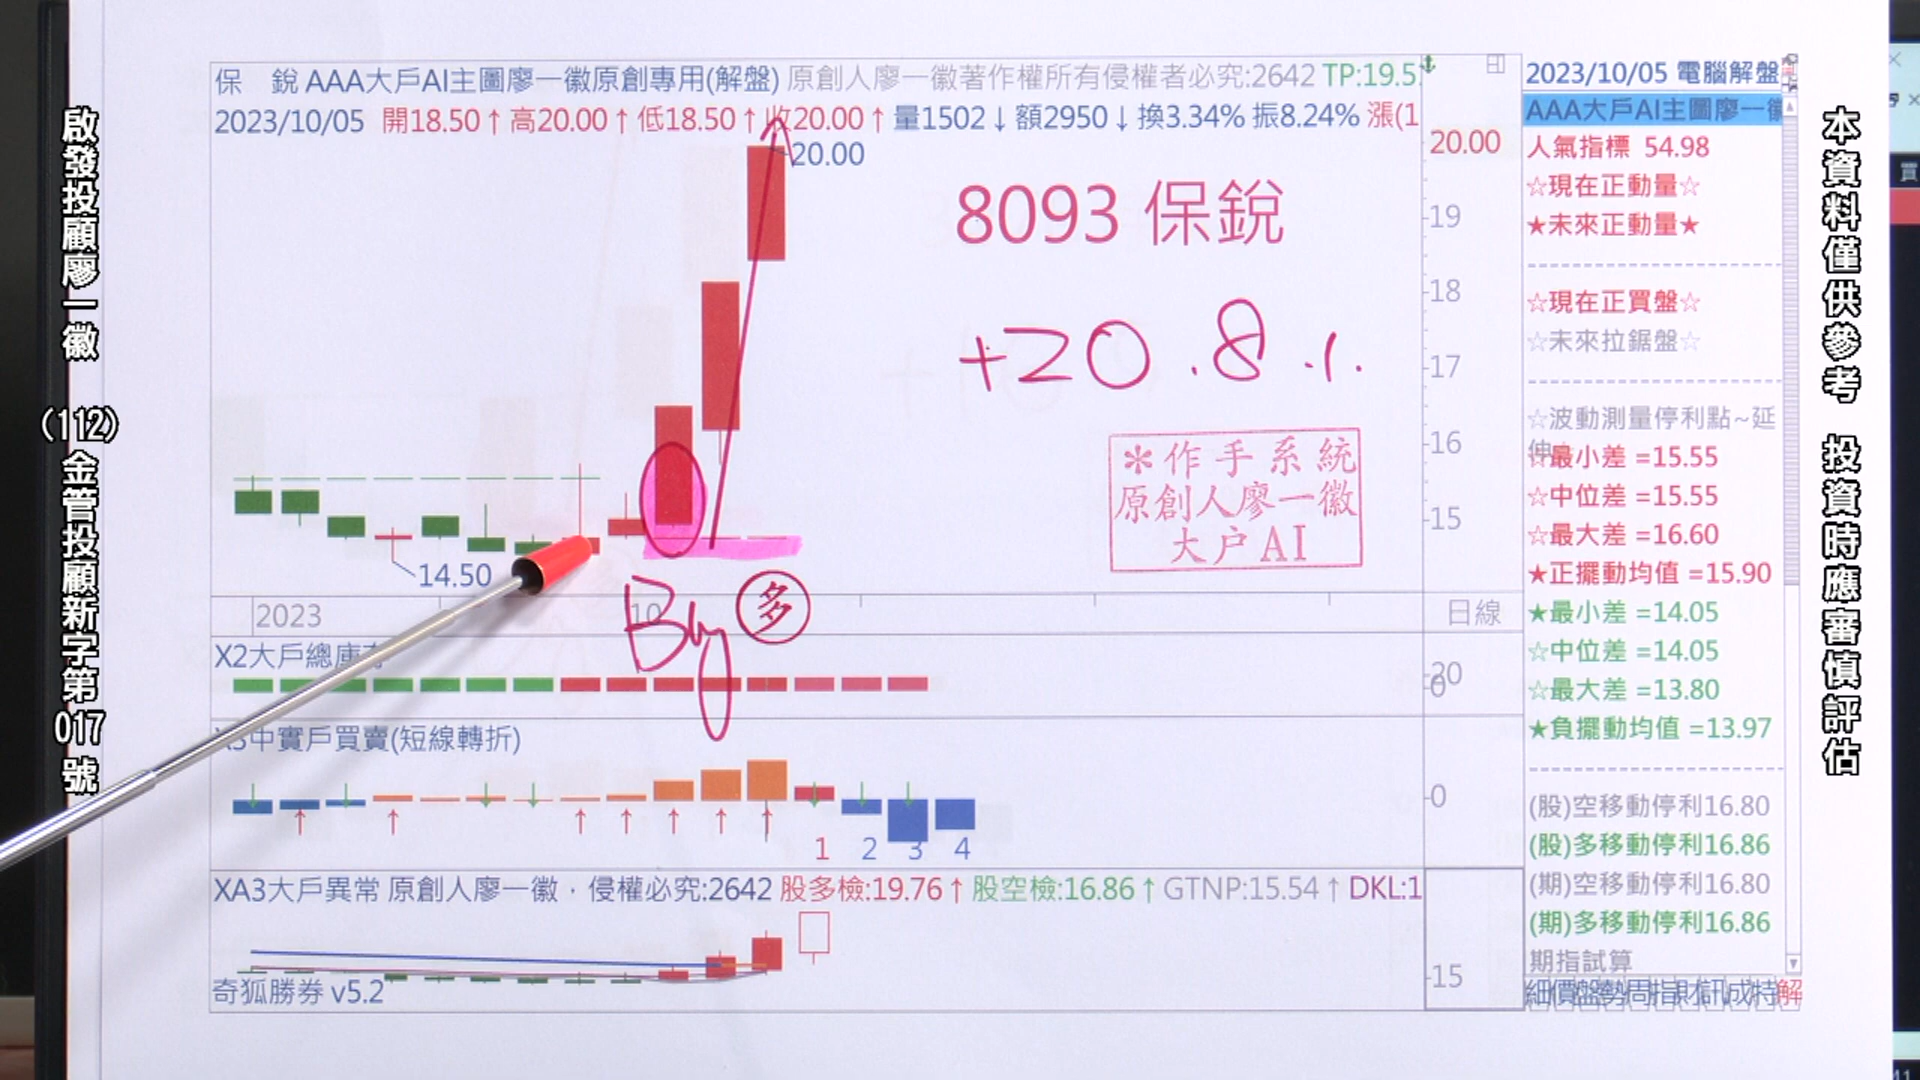 啟發投顧廖一徽 (112)金管投顧新字第017號
保 銳 AAA大戶AI主圖廖一徽原創專用(解盤) 原創人廖一徽著作權所有侵權者必究:2642 TP:19.5
2023/10/05 開18.50↑ 高20.00↑ 低18.50↑ 收20.00↑ 量1502↓ 額2950↓ 換3.34% 振8.24% 漲(1
20.00
20.00
19
18
17
16
15
8093 保銳
+20.8%.
＊作手系統
原創人廖一徽
大户AI
14.50
2023
10
日線
Buy 多
X2大戶總庫存
20
0
X3中實戶買賣(短線轉折)
0
1 2 3 4
XA3大戶異常 原創人廖一徽，侵權必究:2642 股多檢:19.76↑ 股空檢:16.86↑ GTNP:15.54↑ DKL:1
15
奇狐勝券 v5.2
2023/10/05 電腦解盤
AAA大戶AI主圖廖一徽
人氣指標 54.98
☆現在正動量☆
★未來正動量★
☆現在正買盤☆
☆未來拉鋸盤☆
☆波動測量停利點~延伸
☆最小差 =15.55
☆中位差 =15.55
☆最大差 =16.60
★正擺動均值 =15.90
★最小差 =14.05
☆中位差 =14.05
☆最大差 =13.80
★負擺動均值 =13.97
(股)空移動停利16.80
(股)多移動停利16.86
(期)空移動停利16.80
(期)多移動停利16.86
期指試算
細價盤勢周指財訊成特解
本資料僅供參考 投資時應審慎評估
買